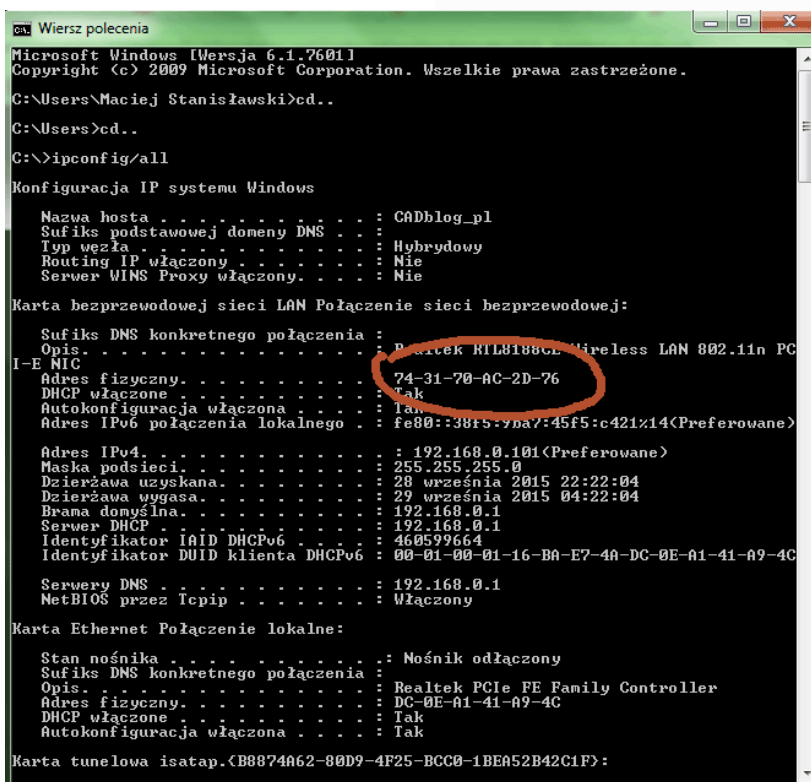 Wiersz polecenia
Microsoft Windows [Wersja 6.1.7601]
Copyright (c) 2009 Microsoft Corporation. Wszelkie prawa zastrzeżone.
C:\Users\Maciej Stanisławski>cd..
C:\Users>cd..
C:\>ipconfig/all
Konfiguracja IP systemu Windows
Nazwa hosta . . . . . . . . . . . : CADblog_pl
Sufiks podstawowej domeny DNS . . :
Typ węzła . . . . . . . . . . . . : Hybrydowy
Routing IP włączony . . . . . . . : Nie
Serwer WINS Proxy włączony. . . . : Nie
Karta bezprzewodowej sieci LAN Połączenie sieci bezprzewodowej:
Sufiks DNS konkretnego połączenia :
Opis. . . . . . . . . . . . . . . : Realtek RTL8188CE Wireless LAN 802.11n PC
I-E NIC
Adres fizyczny. . . . . . . . . . : 74-31-70-AC-2D-76
DHCP włączone . . . . . . . . . . : Tak
Autokonfiguracja włączona . . . . : Tak
Adres IPv6 połączenia lokalnego . : fe80::38f5:9ba7:45f5:c421%14(Preferowane)
Adres IPv4. . . . . . . . . . . . . : 192.168.0.101(Preferowane)
Maska podsieci. . . . . . . . . . : 255.255.255.0
Dzierżawa uzyskana. . . . . . . . : 28 września 2015 22:22:04
Dzierżawa wygasa. . . . . . . . . : 29 września 2015 04:22:04
Brama domyślna. . . . . . . . . . : 192.168.0.1
Serwer DHCP . . . . . . . . . . . : 192.168.0.1
Identyfikator IAID DHCPv6 . . . . : 460599664
Identyfikator DUID klienta DHCPv6 : 00-01-00-01-16-BA-E7-4A-DC-0E-A1-41-A9-4C
Serwery DNS . . . . . . . . . . . : 192.168.0.1
NetBIOS przez Tcpip . . . . . . . : Włączony
Karta Ethernet Połączenie lokalne:
Stan nośnika . . . . . . . . . . .: Nośnik odłączony
Sufiks DNS konkretnego połączenia :
Opis. . . . . . . . . . . . . . . : Realtek PCIe FE Family Controller
Adres fizyczny. . . . . . . . . . : DC-0E-A1-41-A9-4C
DHCP włączone . . . . . . . . . . : Tak
Autokonfiguracja włączona . . . . : Tak
Karta tunelowa isatap.{B8874A62-80D9-4F25-BCC0-1BEA52B42C1F}: